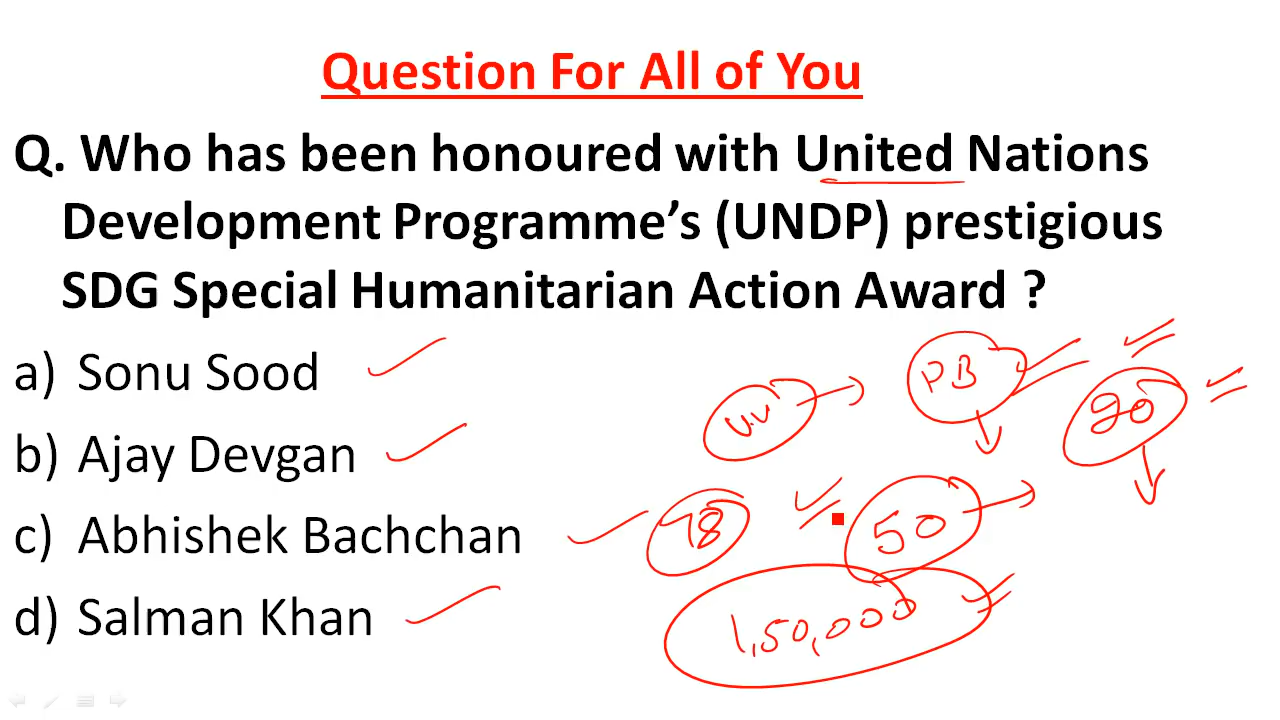 Question For All of You
Q. Who has been honoured with United Nations
Development Programme’s (UNDP) prestigious
SDG Special Humanitarian Action Award ?
a) Sonu Sood
b) Ajay Devgan
c) Abhishek Bachchan
d) Salman Khan
PB
90
78
50
1,50,000